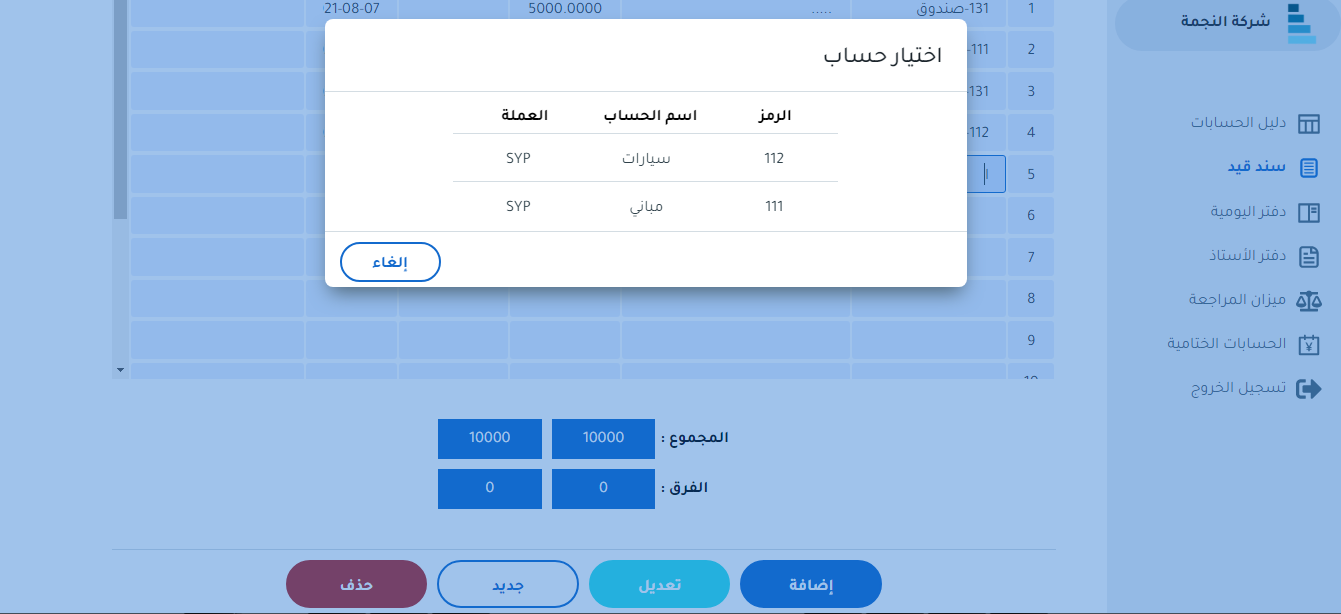 شركة النجمة
دليل الحسابات
سند قيد
دفتر اليومية
دفتر الأستاذ
ميزان المراجعة
الحسابات الختامية
تسجيل الخروج
1 131-صندوق ..... 5000.0000 21-08-07
2 111-
3 131-
4 112-
5 ا
6
7
8
9
اختيار حساب
الرمز اسم الحساب العملة
112 سيارات SYP
111 مباني SYP
إلغاء
المجموع : 10000 10000
الفرق : 0 0
إضافة تعديل جديد حذف